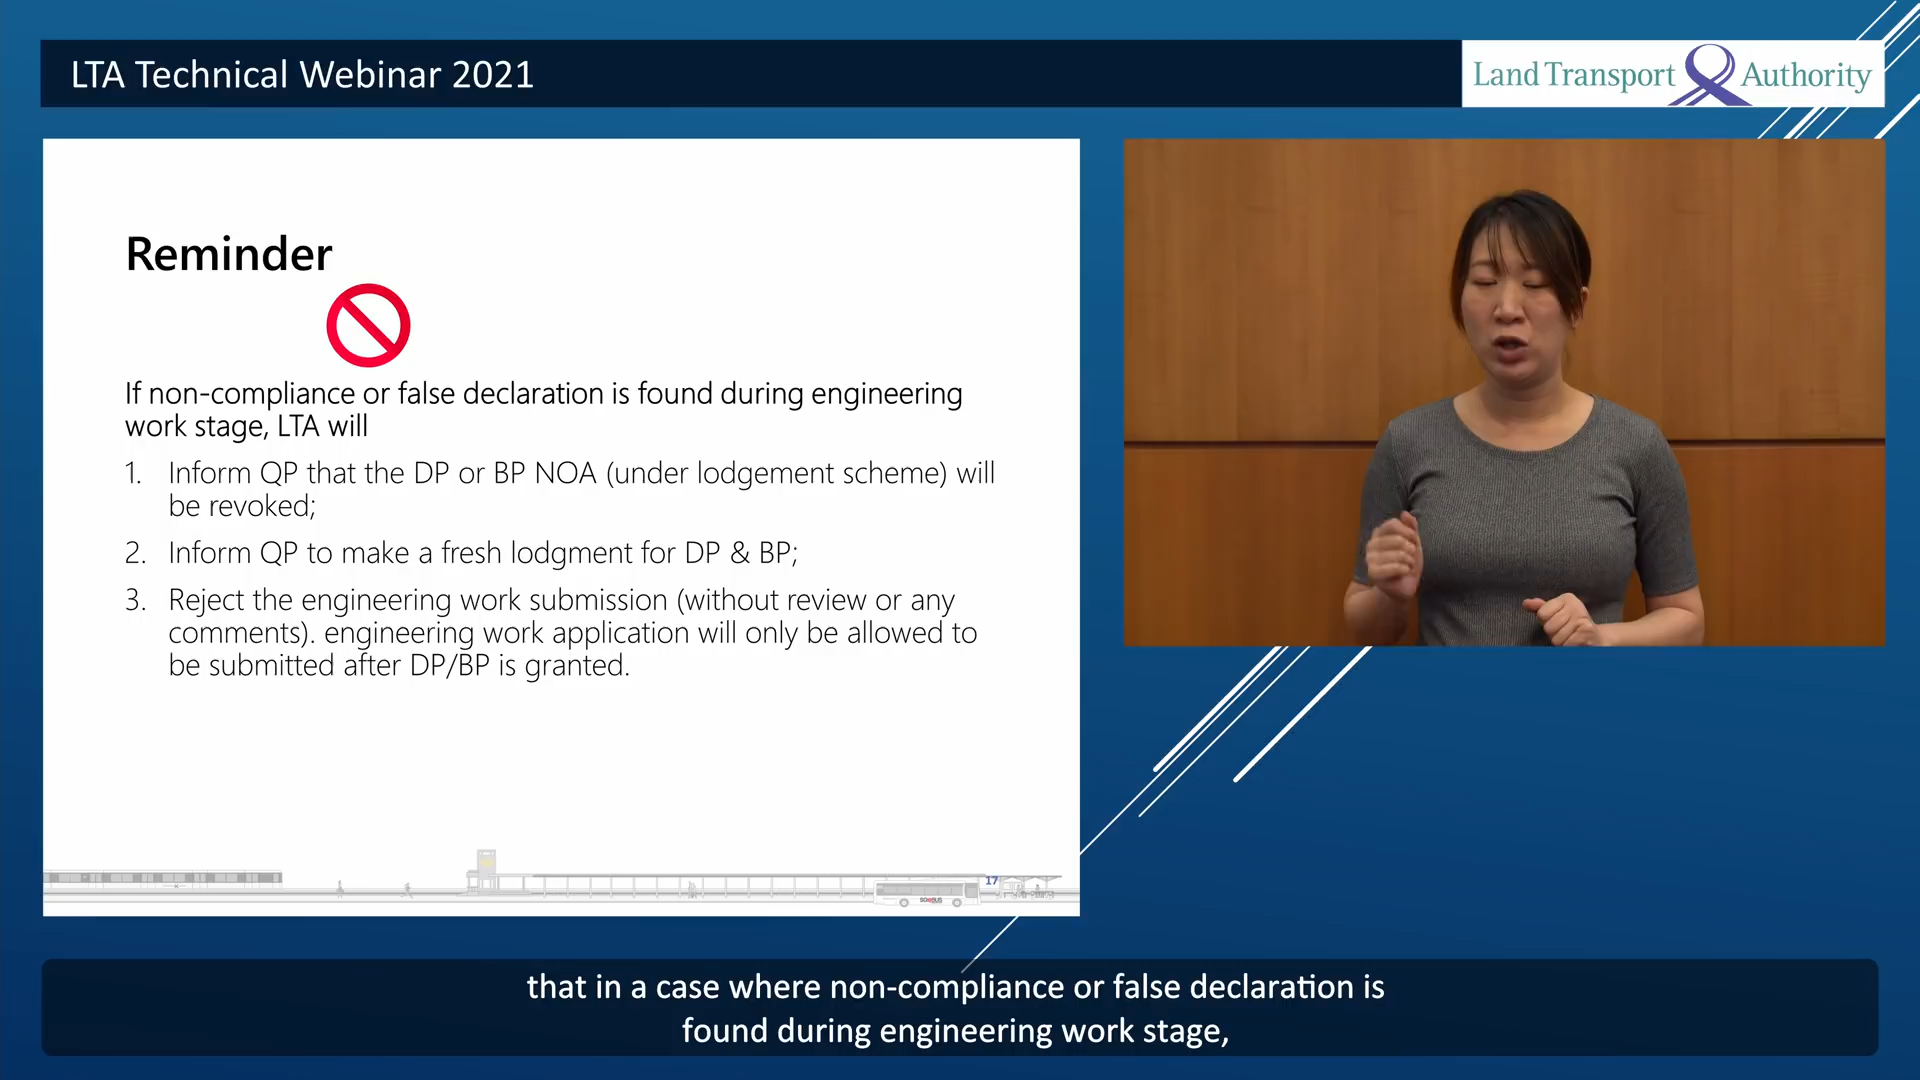 LTA Technical Webinar 2021
Land Transport Authority
Reminder
If non-compliance or false declaration is found during engineering
work stage, LTA will
1. Inform QP that the DP or BP NOA (under lodgement scheme) will
be revoked;
2. Inform QP to make a fresh lodgment for DP & BP;
3. Reject the engineering work submission (without review or any
comments). engineering work application will only be allowed to
be submitted after DP/BP is granted.
17
SG♥BUS
that in a case where non-compliance or false declaration is
found during engineering work stage,